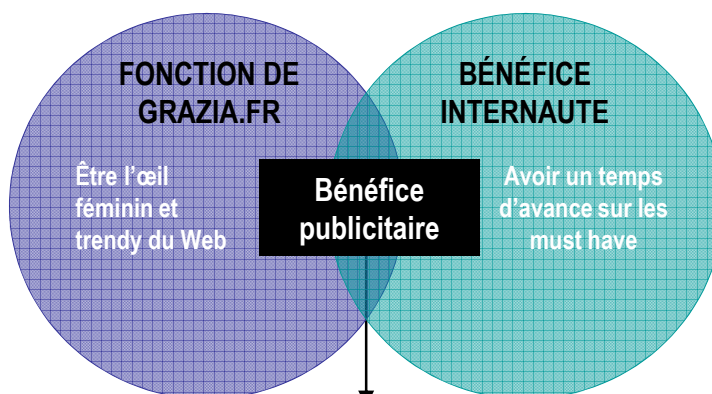 FONCTION DE
GRAZIA.FR
Être l’œil
féminin et
trendy du Web
Bénéfice
publicitaire
BÉNÉFICE
INTERNAUTE
Avoir un temps
d’avance sur les
must have